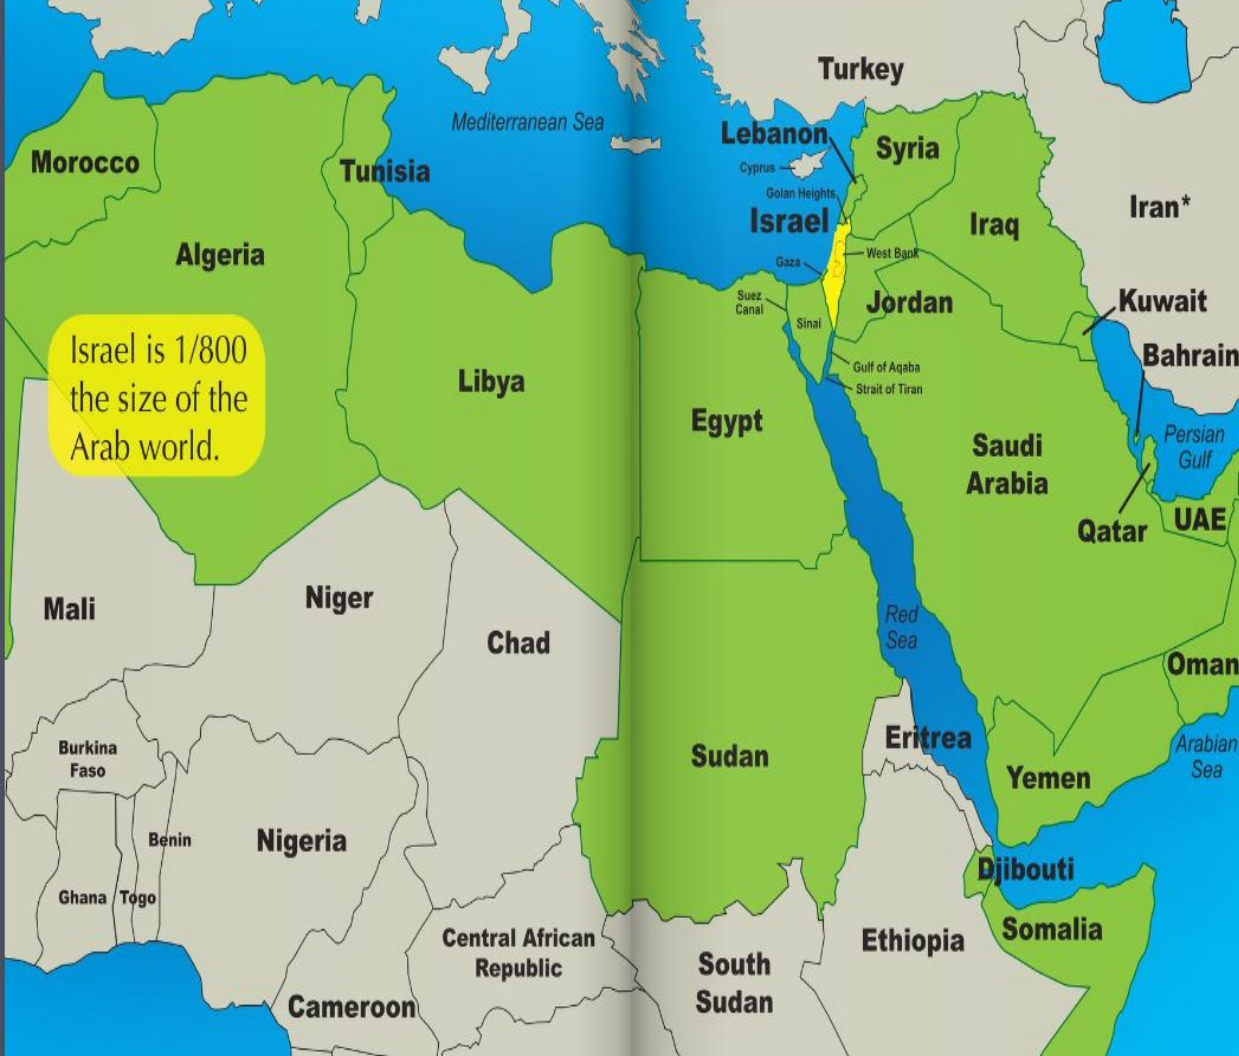 Turkey
Mediterranean Sea
Lebanon
Cyprus
Syria
Morocco
Tunisia
Golan Heights
Israel
Iraq
Iran*
Algeria
West Bank
Gaza
Suez
Canal
Sinai
Jordan
Kuwait
Bahrain
Israel is 1/800
the size of the
Arab world.
Libya
Gulf of Aqaba
Strait of Tiran
Egypt
Saudi
Arabia
Persian
Gulf
Qatar
UAE
Mali
Niger
Chad
Red
Sea
Oman
Burkina
Faso
Sudan
Eritrea
Yemen
Arabian
Sea
Benin
Nigeria
Ghana
Togo
Djibouti
Central African
Republic
Ethiopia
Somalia
South
Sudan
Cameroon